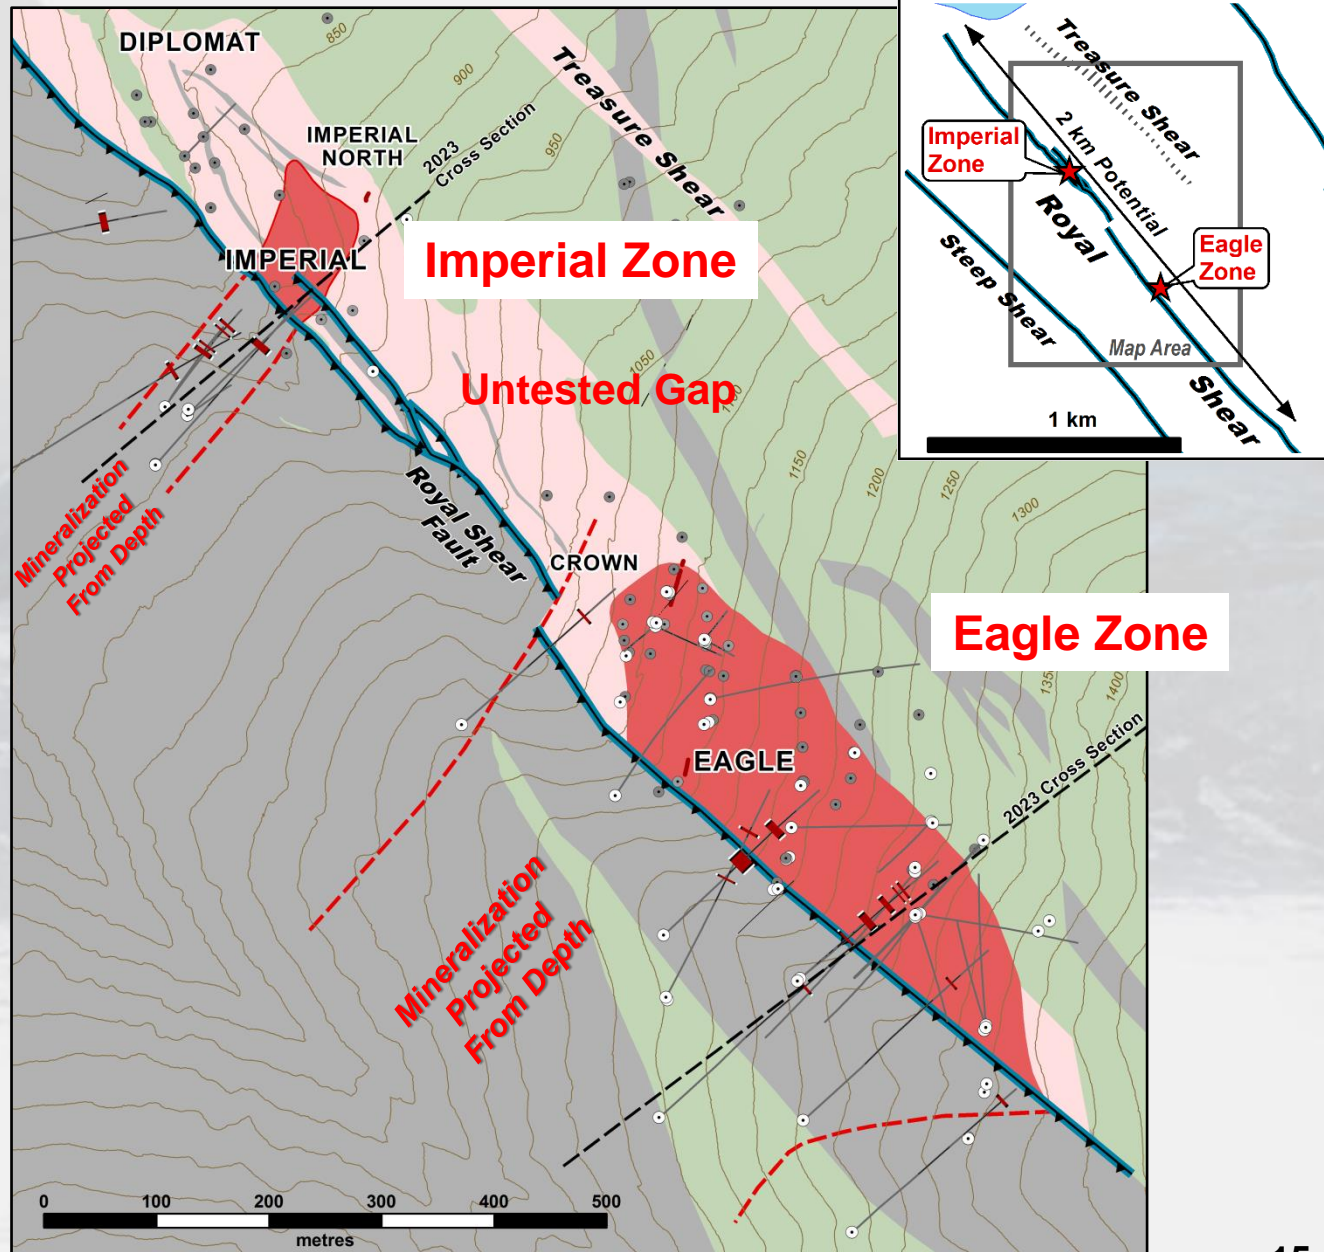 DIPLOMAT
850
900
950
IMPERIAL
NORTH
2023
Cross Section
Treasure Shear
Imperial Zone
IMPERIAL
Untested Gap
1050
1100
1150
1200
1250
1300
Mineralization
Projected
From Depth
Royal Shear
Fault
CROWN
Eagle Zone
1350
1400
EAGLE
2023 Cross Section
Mineralization
Projected
From Depth
0
100
200
300
400
500
metres
Treasure Shear
2 km Potential
Imperial
Zone
Royal
Eagle
Zone
Steep Shear
Map Area
Shear
1 km
15